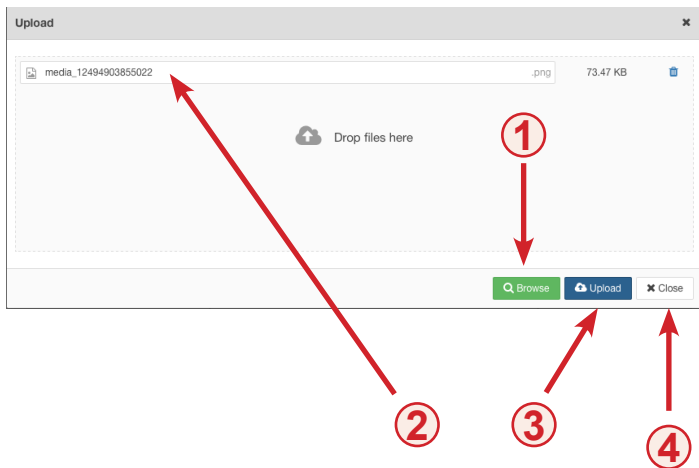 Upload
media_12494903855022 .png 73.47 KB
Drop files here
1
Browse Upload Close
2
3
4